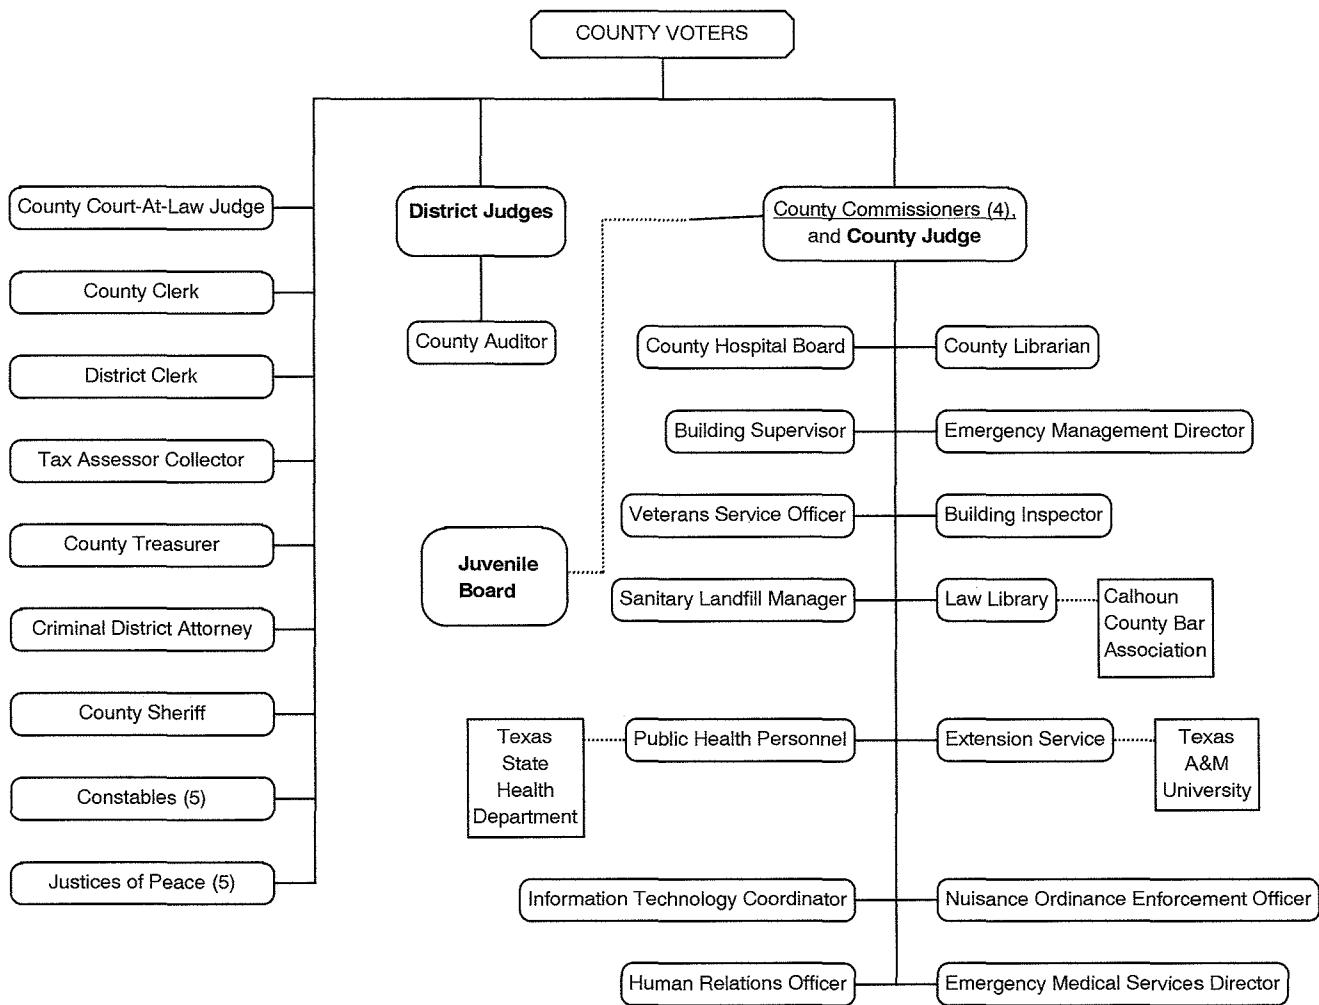 COUNTY VOTERS
County Court-At-Law Judge
County Clerk
District Clerk
Tax Assessor Collector
County Treasurer
Criminal District Attorney
County Sheriff
Constables (5)
Justices of Peace (5)
District Judges
County Auditor
Juvenile
Board
County Commissioners (4),
and County Judge
County Hospital Board
County Librarian
Building Supervisor
Emergency Management Director
Veterans Service Officer
Building Inspector
Sanitary Landfill Manager
Law Library
Calhoun
County Bar
Association
Texas
State
Health
Department
Public Health Personnel
Extension Service
Texas
A&M
University
Information Technology Coordinator
Nuisance Ordinance Enforcement Officer
Human Relations Officer
Emergency Medical Services Director